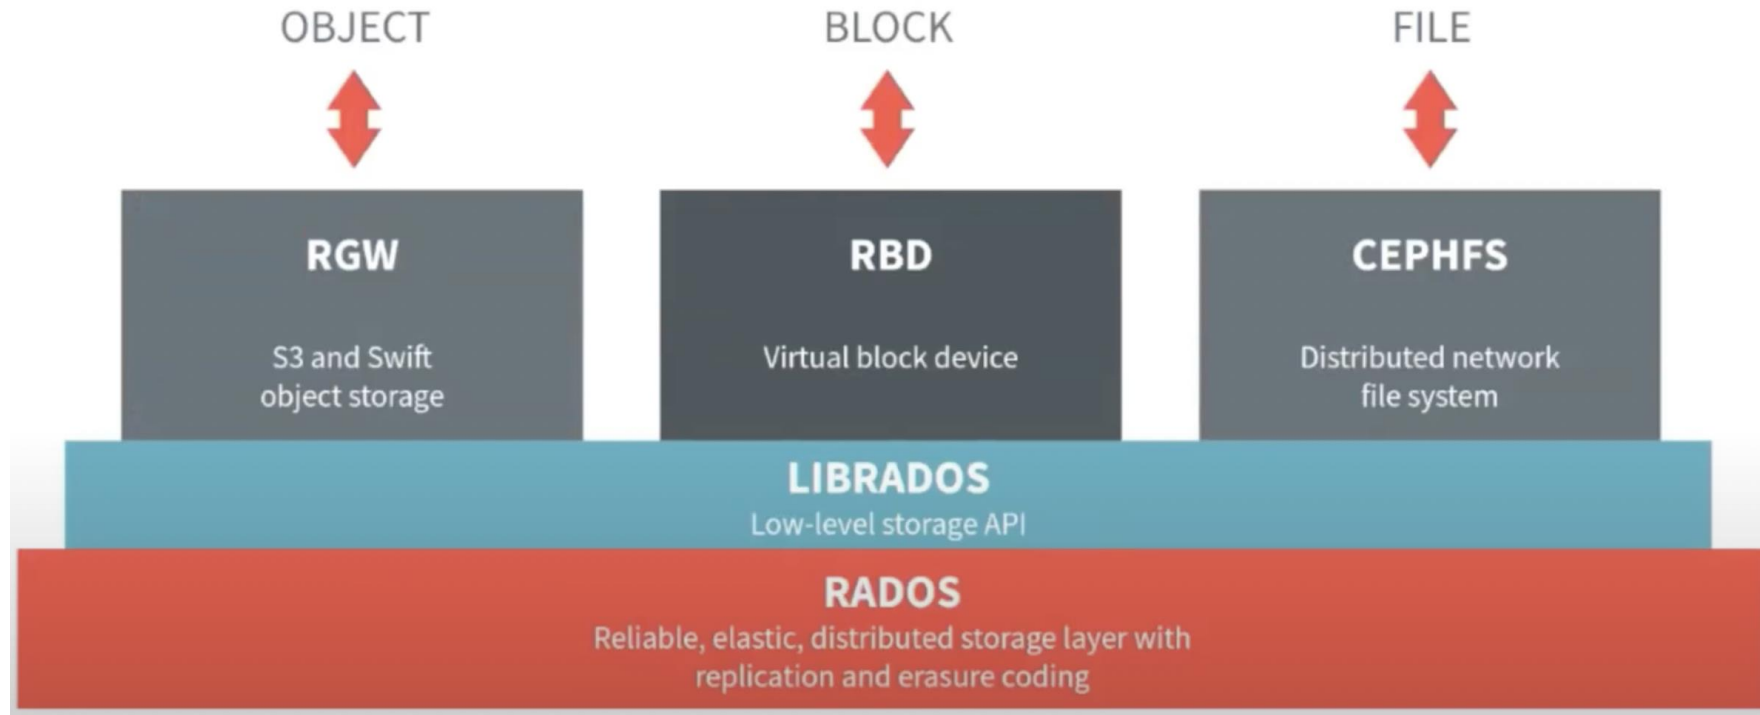 OBJECT
BLOCK
FILE
RGW
S3 and Swift
object storage
RBD
Virtual block device
CEPHFS
Distributed network
file system
LIBRADOS
Low-level storage API
RADOS
Reliable, elastic, distributed storage layer with
replication and erasure coding